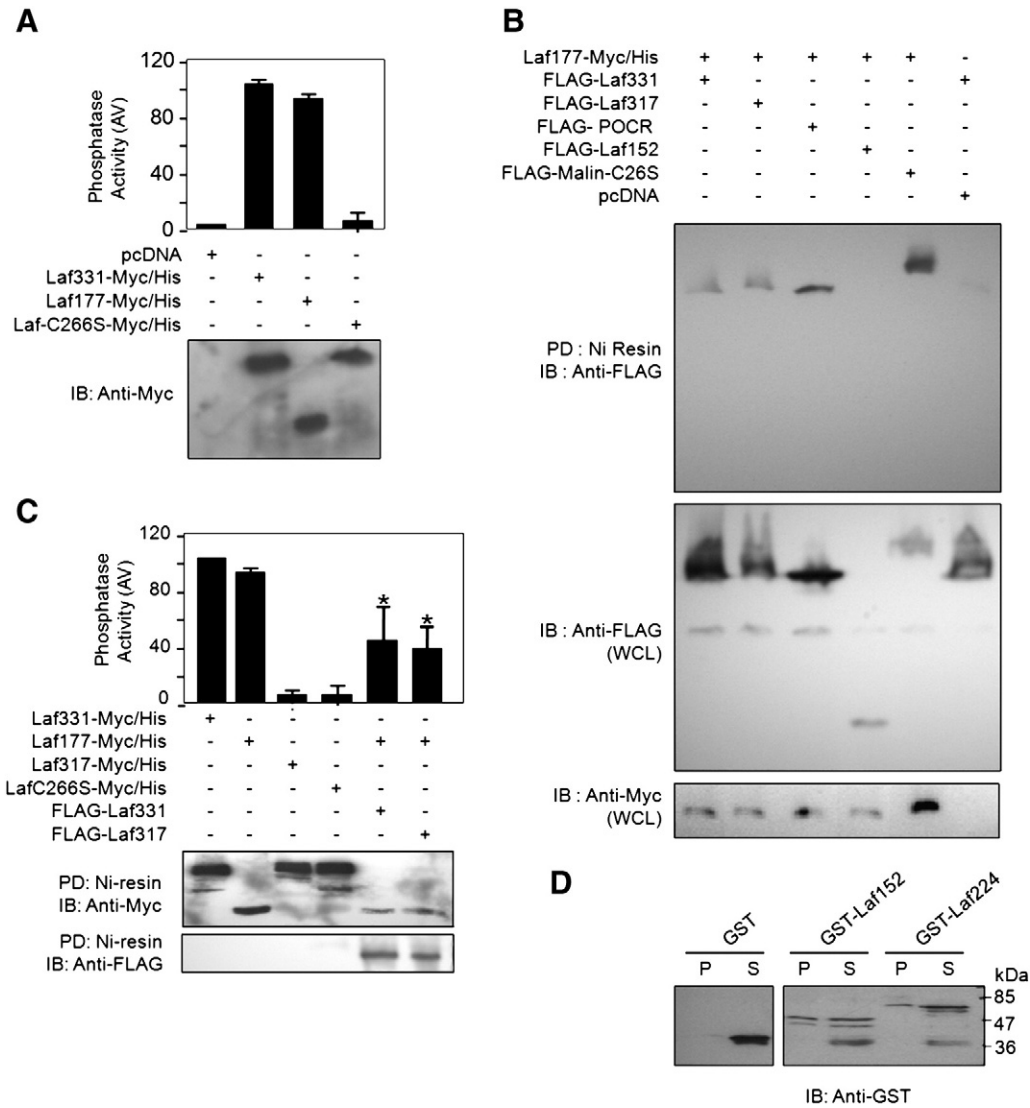 A
120
80
40
0
Phosphatase
Activity (AV)
pcDNA + - - -
Laf331-Myc/His - + - -
Laf177-Myc/His - - + -
Laf-C266S-Myc/His - - - +
IB: Anti-Myc
B
Laf177-Myc/His + + + + + -
FLAG-Laf331 + - - - - +
FLAG-Laf317 - + - - - -
FLAG- POCR - - + - - -
FLAG-Laf152 - - - + - -
FLAG-Malin-C26S - - - - + -
pcDNA - - - - - +
PD : Ni Resin
IB : Anti-FLAG
IB : Anti-FLAG
(WCL)
IB : Anti-Myc
(WCL)
C
120
80
40
0
Phosphatase
Activity (AV)
* *
Laf331-Myc/His + - - - - -
Laf177-Myc/His - + - - + +
Laf317-Myc/His - - + - - -
LafC266S-Myc/His - - - + - -
FLAG-Laf331 - - - - + -
FLAG-Laf317 - - - - - +
PD: Ni-resin
IB: Anti-Myc
PD: Ni-resin
IB: Anti-FLAG
D
GST GST-Laf152 GST-Laf224
P S P S P S kDa
85
47
36
IB: Anti-GST